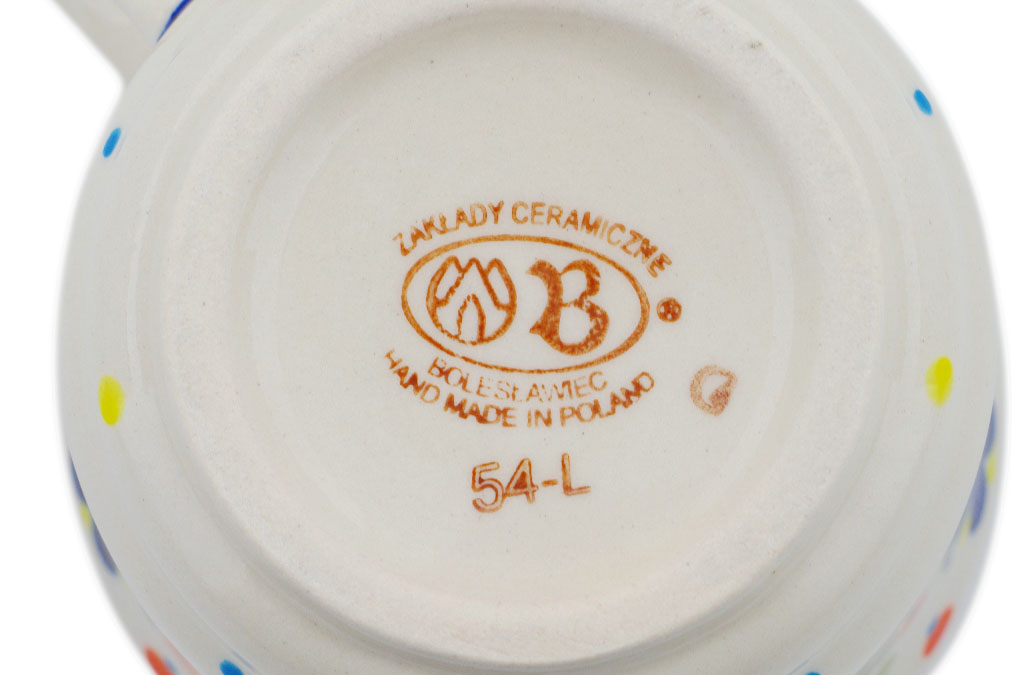 ZAKŁADY CERAMICZNE
B ®
BOLESŁAWIEC
HAND MADE IN POLAND
54-L